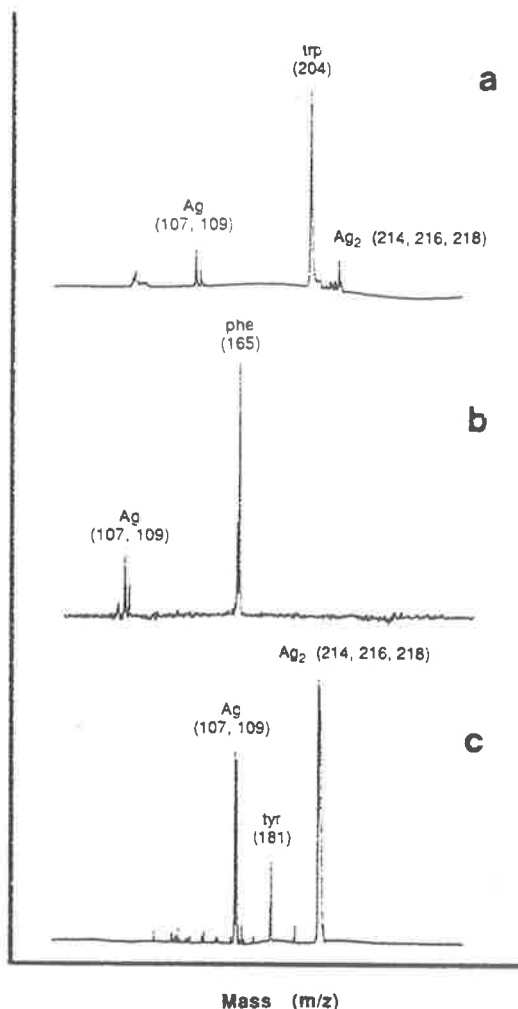 trp
(204)
a
Ag
(107, 109)
Ag₂ (214, 216, 218)
phe
(165)
b
Ag
(107, 109)
Ag₂ (214, 216, 218)
Ag
(107, 109)
c
tyr
(181)
Mass (m/z)